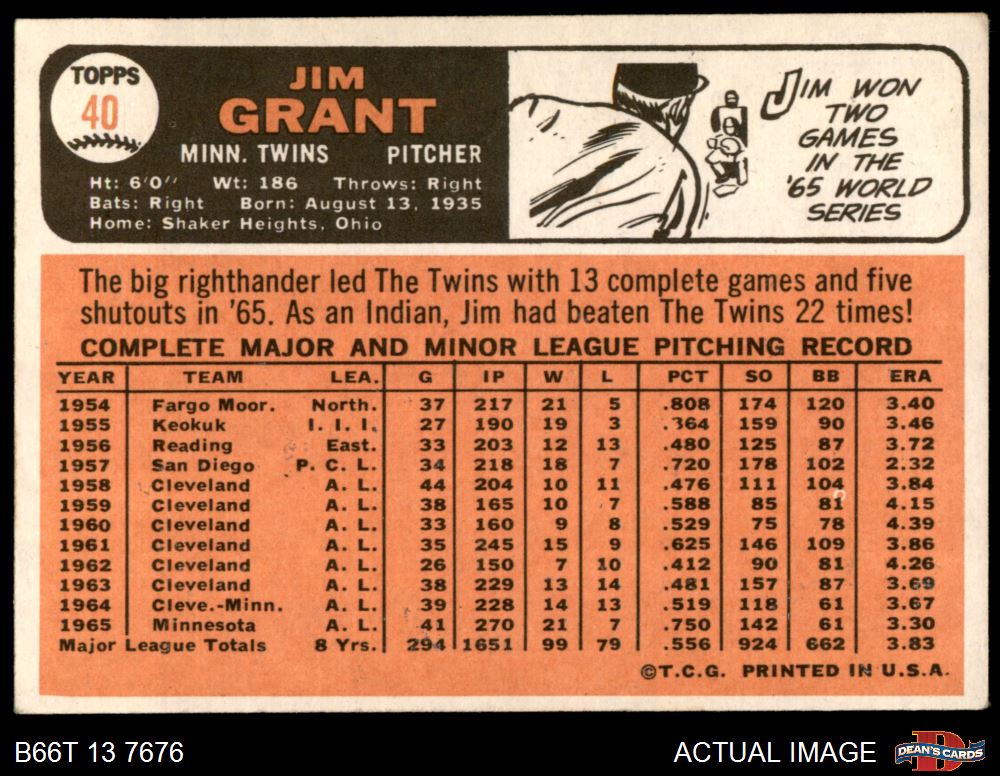 TOPPS
40
JIM
GRANT
MINN. TWINS PITCHER
Ht: 6'0" Wt: 186 Throws: Right
Bats: Right Born: August 13, 1935
Home: Shaker Heights, Ohio
JIM WON
TWO
GAMES
IN THE
'65 WORLD
SERIES
The big righthander led The Twins with 13 complete games and five
shutouts in '65. As an Indian, Jim had beaten The Twins 22 times!
COMPLETE MAJOR AND MINOR LEAGUE PITCHING RECORD
YEAR TEAM LEA. G IP W L PCT SO BB ERA
1954 Fargo Moor. North. 37 217 21 5 .808 174 120 3.40
1955 Keokuk I. I. I. 27 190 19 3 .364 159 90 3.46
1956 Reading East. 33 203 12 13 .480 125 87 3.72
1957 San Diego P. C. L. 34 218 18 7 .720 178 102 2.32
1958 Cleveland A. L. 44 204 10 11 .476 111 104 3.84
1959 Cleveland A. L. 38 165 10 7 .588 85 81 4.15
1960 Cleveland A. L. 33 160 9 8 .529 75 78 4.39
1961 Cleveland A. L. 35 245 15 9 .625 146 109 3.86
1962 Cleveland A. L. 26 150 7 10 .412 90 81 4.26
1963 Cleveland A. L. 38 229 13 14 .481 157 87 3.69
1964 Cleve.-Minn. A. L. 39 228 14 13 .519 118 61 3.67
1965 Minnesota A. L. 41 270 21 7 .750 142 61 3.30
Major League Totals 8 Yrs. 294 1651 99 79 .556 924 662 3.83
©T.C.G. PRINTED IN U.S.A.
B66T 13 7676
ACTUAL IMAGE
DEAN'S CARDS